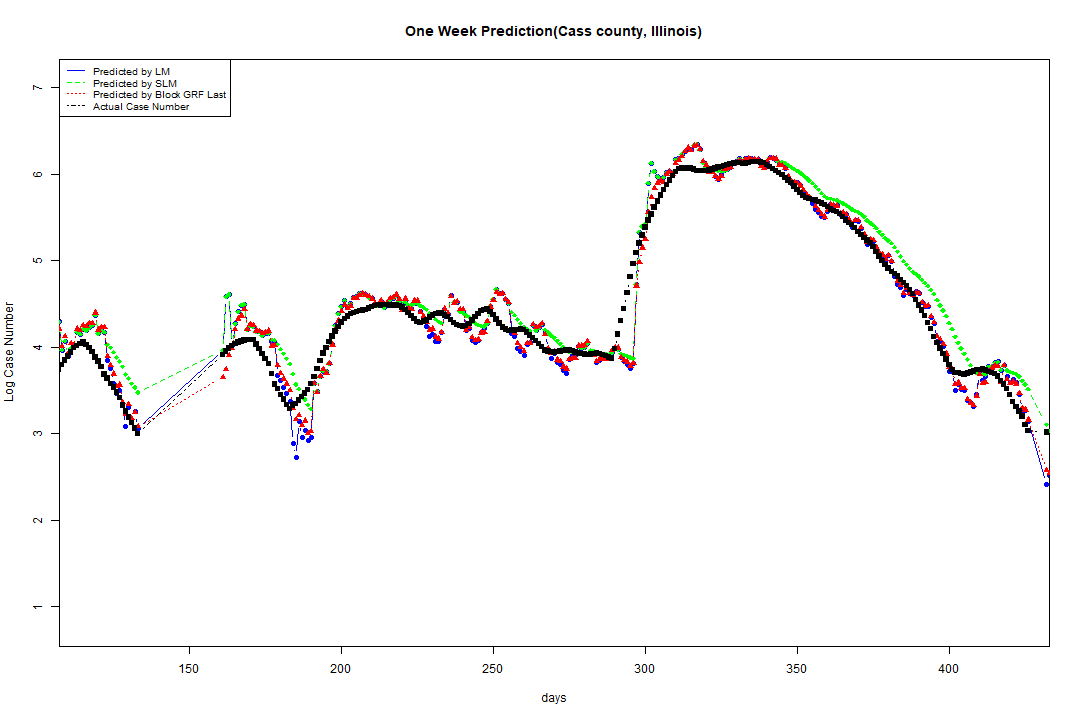 One Week Prediction(Cass county, Illinois)
Predicted by LM
Predicted by SLM
Predicted by Block GRF Last
Actual Case Number
7
6
5
4
3
2
1
Log Case Number
150 200 250 300 350 400
days